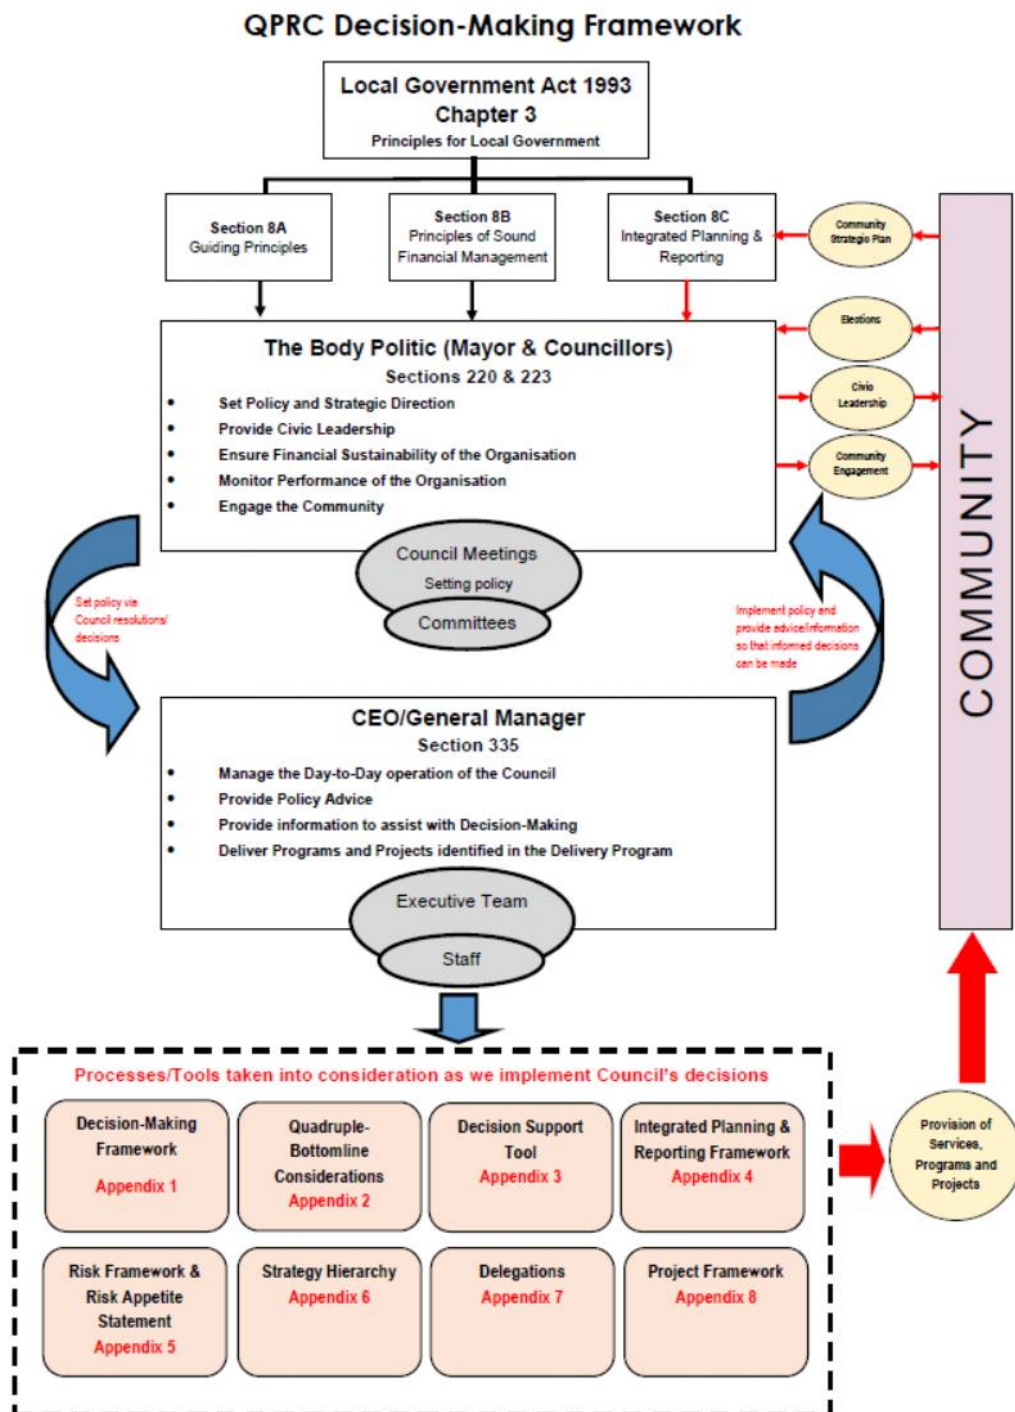 QPRC Decision-Making Framework
Local Government Act 1993
Chapter 3
Principles for Local Government
Section 8A
Guiding Principles
Section 8B
Principles of Sound
Financial Management
Section 8C
Integrated Planning &
Reporting
Community
Strategic Plan
The Body Politic (Mayor & Councillors)
Sections 220 & 223
• Set Policy and Strategic Direction
• Provide Civic Leadership
• Ensure Financial Sustainability of the Organisation
• Monitor Performance of the Organisation
• Engage the Community
Elections
Civic
Leadership
Community
Engagement
COMMUNITY
Council Meetings
Setting policy
Committees
Set policy via
Council resolutions/
decisions
Implement policy and
provide advice/information
so that informed decisions
can be made
CEO/General Manager
Section 335
• Manage the Day-to-Day operation of the Council
• Provide Policy Advice
• Provide information to assist with Decision-Making
• Deliver Programs and Projects identified in the Delivery Program
Executive Team
Staff
Processes/Tools taken into consideration as we implement Council's decisions
Decision-Making
Framework
Appendix 1
Quadruple-
Bottomline
Considerations
Appendix 2
Decision Support
Tool
Appendix 3
Integrated Planning &
Reporting Framework
Appendix 4
Risk Framework &
Risk Appetite
Statement
Appendix 5
Strategy Hierarchy
Appendix 6
Delegations
Appendix 7
Project Framework
Appendix 8
Provision of
Services,
Programs and
Projects